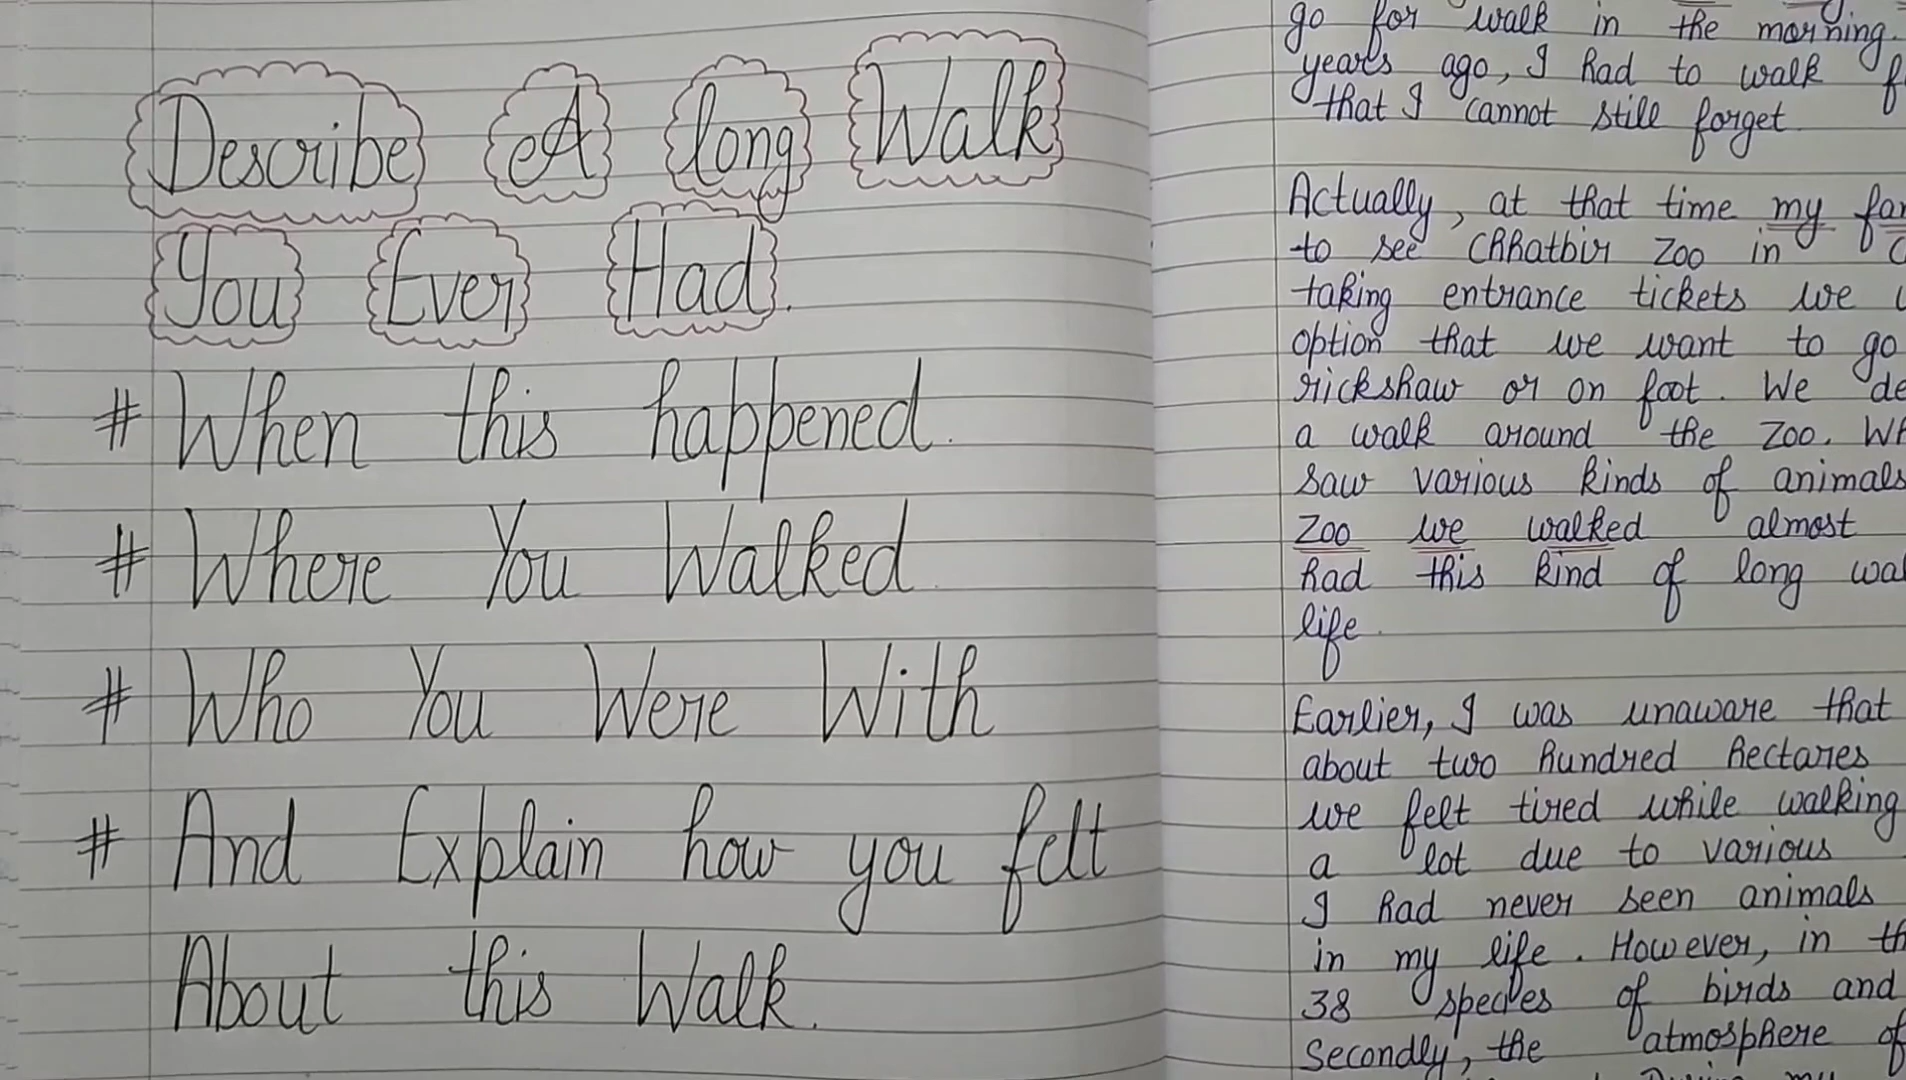 Describe A long Walk
You Ever Had.
# When this happened.
# Where You Walked
# Who You Were With
# And Explain how you felt
About this Walk.
go for walk in the morning.
years ago, I had to walk
that I cannot still forget
Actually, at that time my
to see Chhatbir Zoo in
taking entrance tickets we
option that we want to go
rickshaw or on foot. We
a walk around the zoo.
saw various kinds of animals
zoo we walked almost
had this kind of long
life.
Earlier, I was unaware that
about two hundred hectares
we felt tired while walking
a lot due to various
I had never seen animals
in my life. However, in
38 species of birds and
Secondly, the atmosphere of